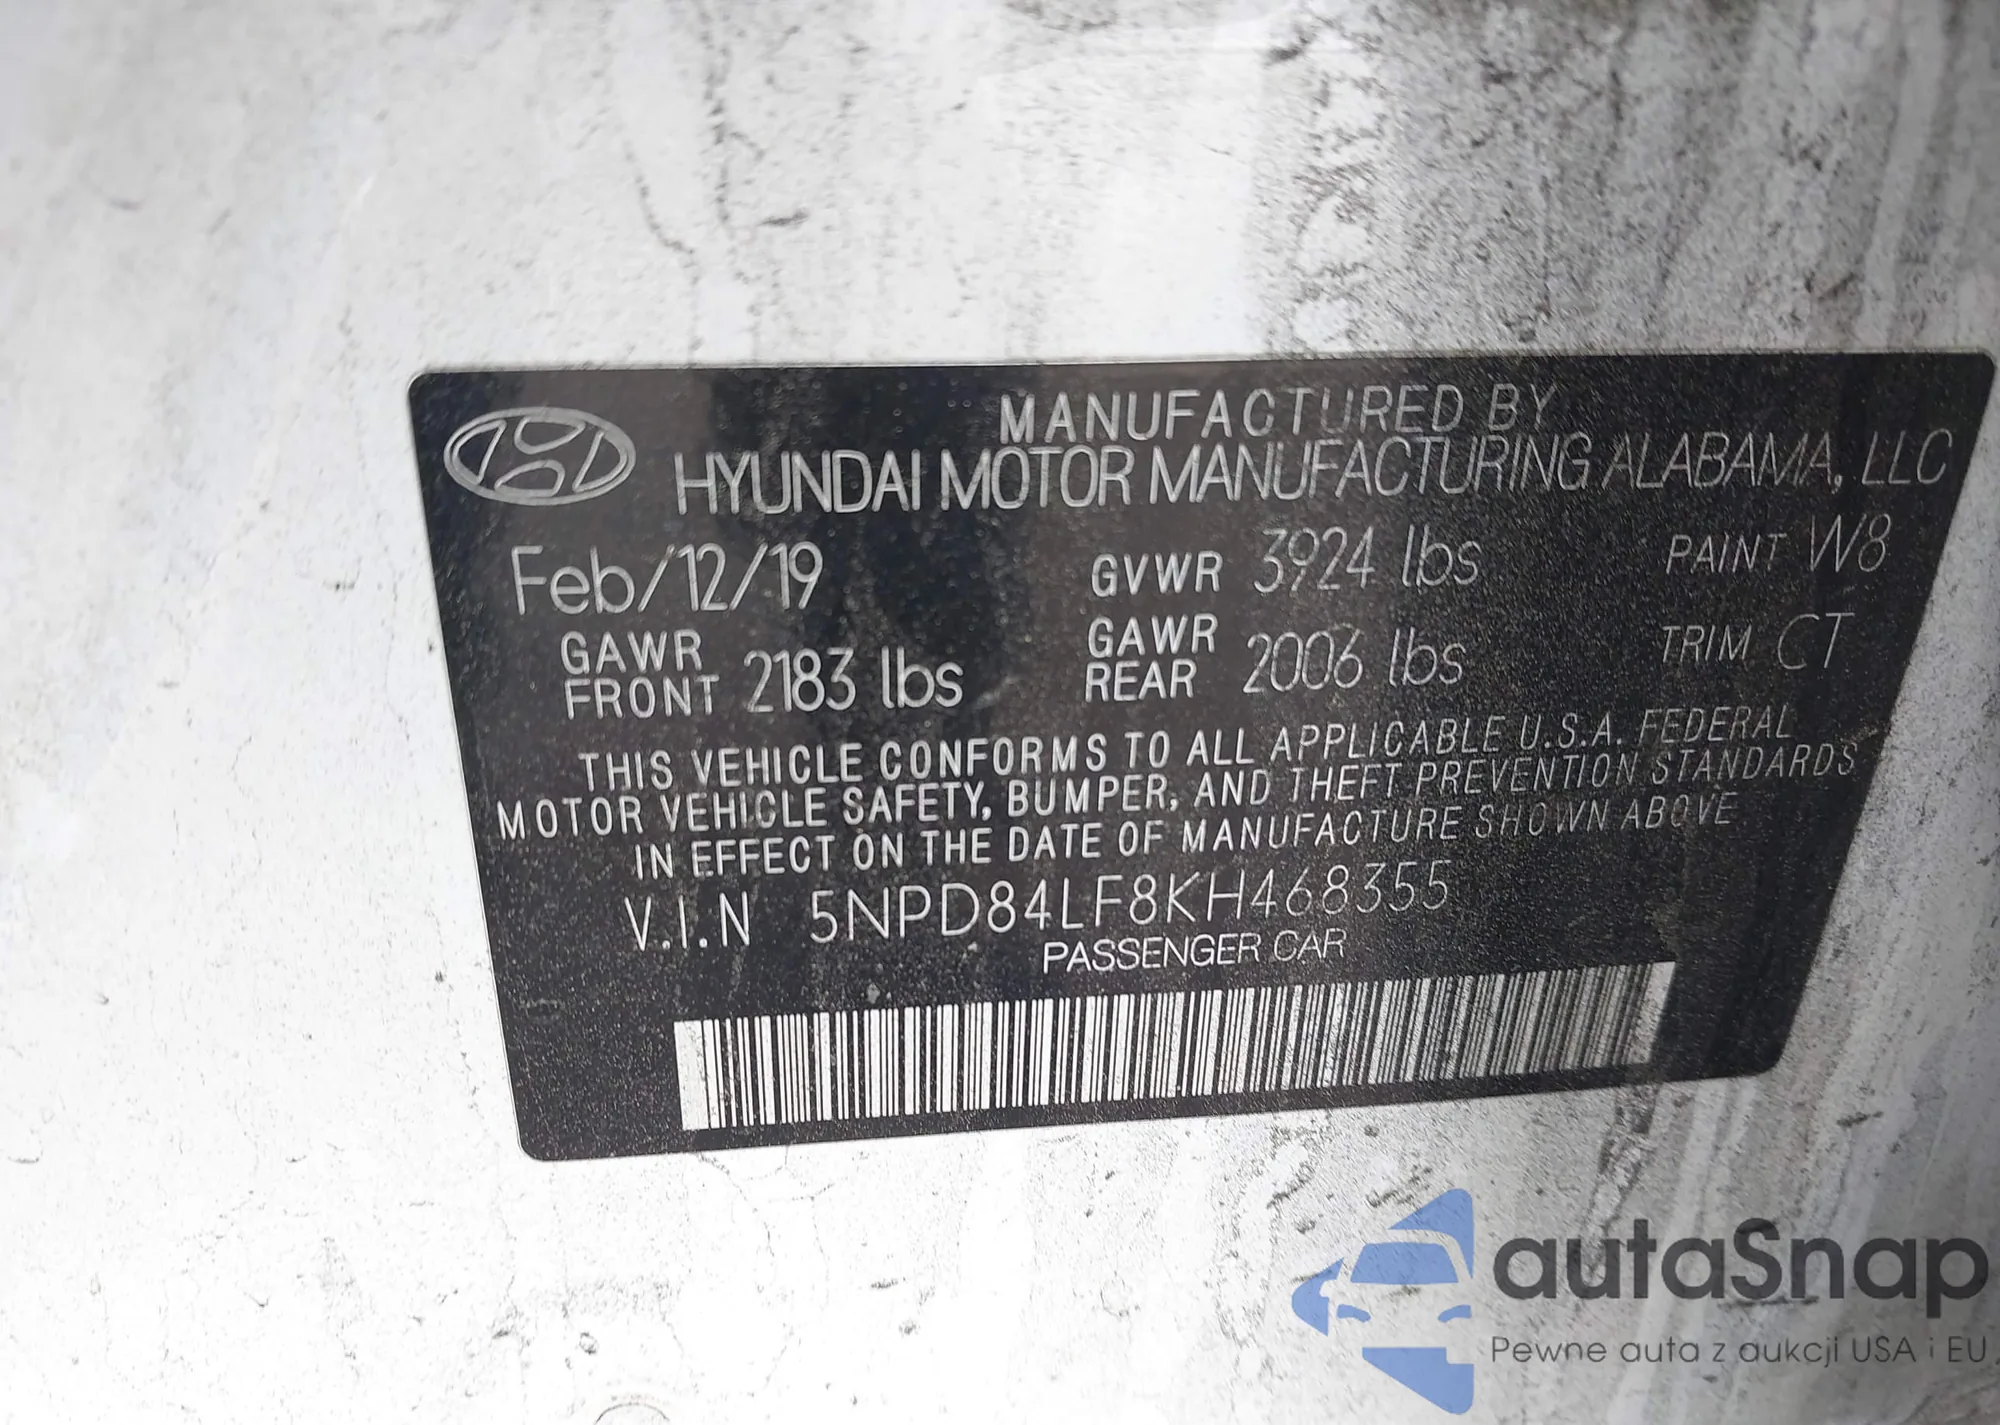 MANUFACTURED BY
HYUNDAI MOTOR MANUFACTURING ALABAMA, LLC
Feb/12/19 GVWR 3924 lbs PAINT W8
GAWR FRONT 2183 lbs GAWR REAR 2006 lbs TRIM CT
THIS VEHICLE CONFORMS TO ALL APPLICABLE U.S.A. FEDERAL
MOTOR VEHICLE SAFETY, BUMPER, AND THEFT PREVENTION STANDARDS
IN EFFECT ON THE DATE OF MANUFACTURE SHOWN ABOVE
V.I.N 5NPD84LF8KH468355
PASSENGER CAR
autaSnap
Pewne auta z aukcji USA i EU